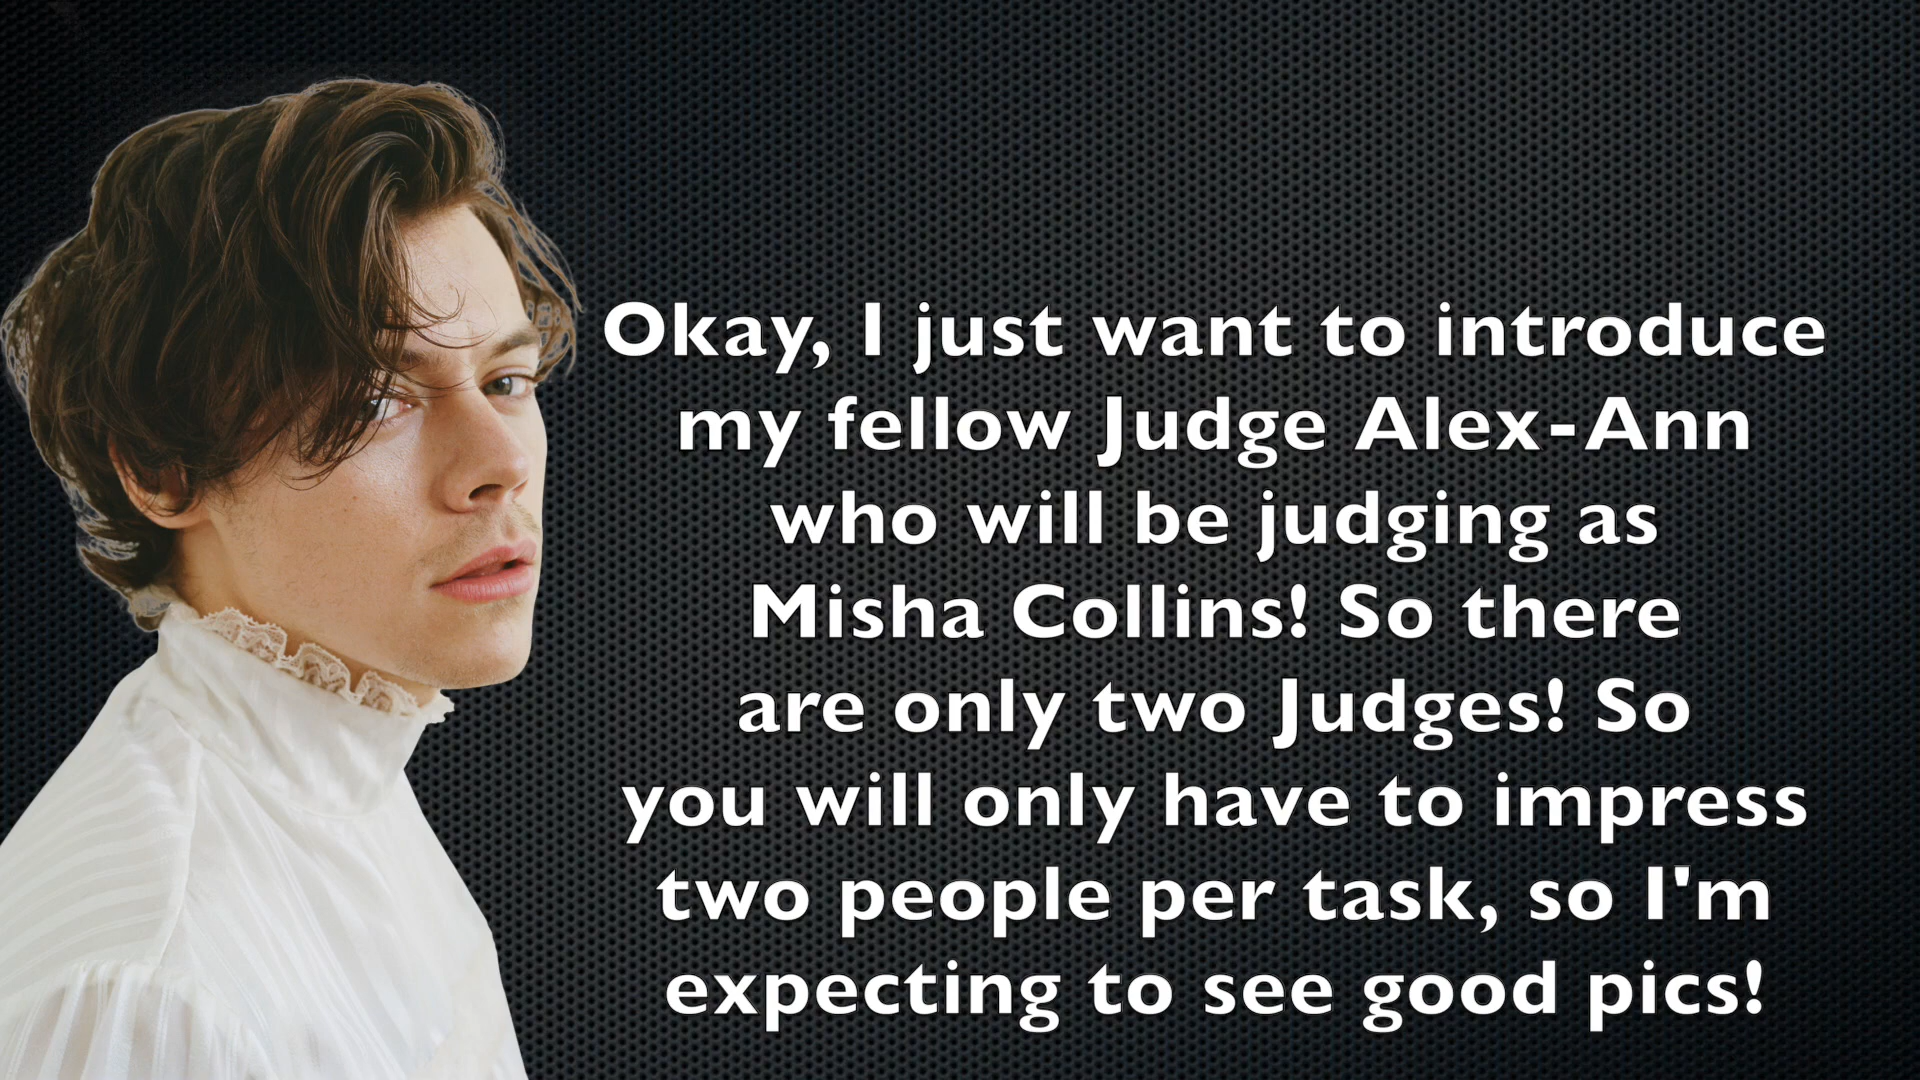 Okay, I just want to introduce
my fellow Judge Alex-Ann
who will be judging as
Misha Collins! So there
are only two Judges! So
you will only have to impress
two people per task, so I'm
expecting to see good pics!